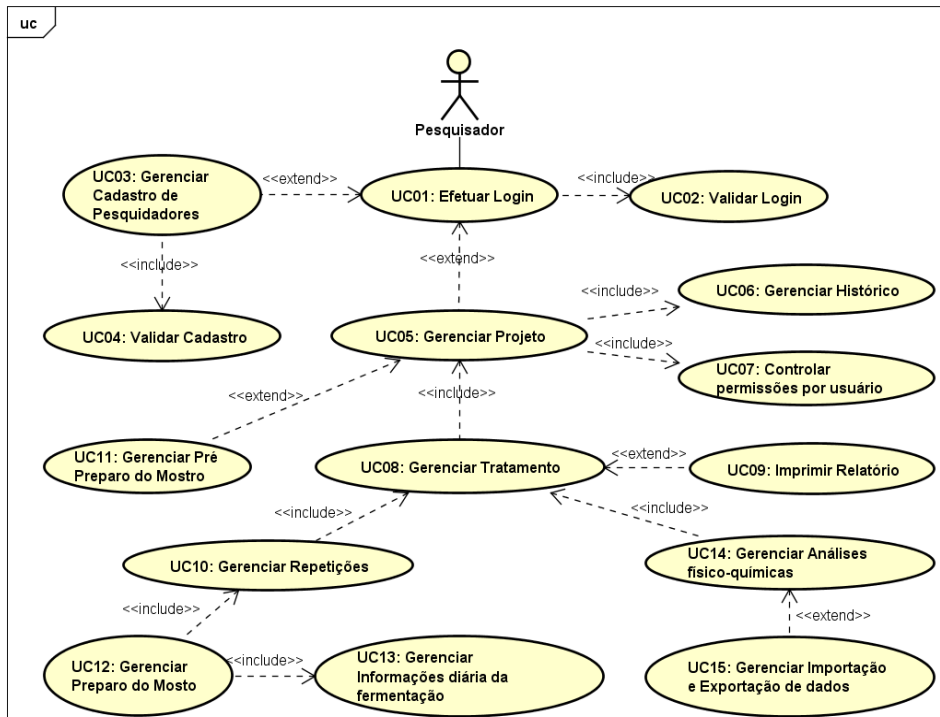 uc
Pesquisador
UC03: Gerenciar
Cadastro de
Pesquidadores
<<extend>>
UC01: Efetuar Login
<<include>>
UC02: Validar Login
<<include>>
<<extend>>
UC04: Validar Cadastro
UC05: Gerenciar Projeto
<<include>>
UC06: Gerenciar Histórico
<<include>>
UC07: Controlar
permissões por usuário
<<extend>>
<<include>>
UC11: Gerenciar Pré
Preparo do Mostro
UC08: Gerenciar Tratamento
<<extend>>
UC09: Imprimir Relatório
<<include>>
<<include>>
UC10: Gerenciar Repetições
UC14: Gerenciar Análises
físico-químicas
<<include>>
<<extend>>
UC12: Gerenciar
Preparo do Mosto
<<include>>
UC13: Gerenciar
Informações diária da
fermentação
UC15: Gerenciar Importação
e Exportação de dados